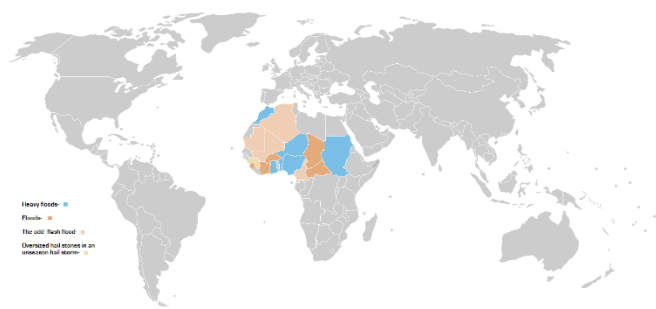 Heavy floods-
Floods-
The odd flash flood
Oversized hail stones in an
unseason hail storm-